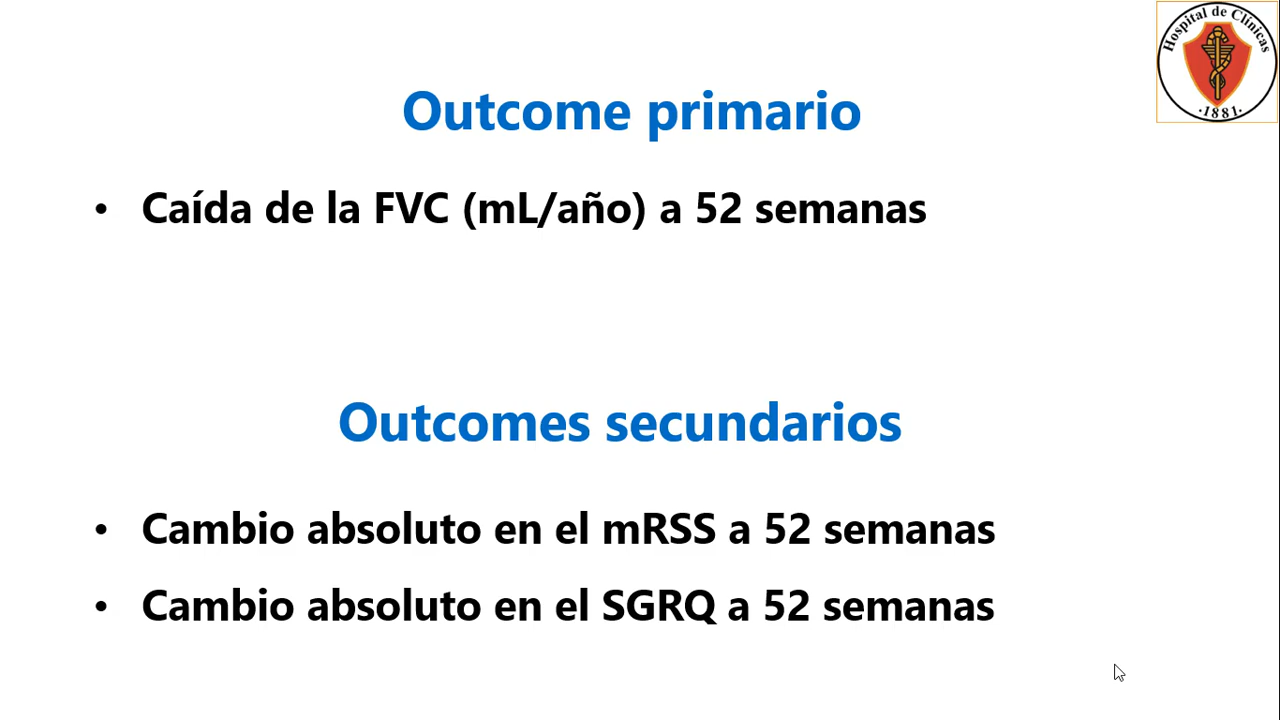 Hospital de Clínicas
·1881·
Outcome primario
• Caída de la FVC (mL/año) a 52 semanas
Outcomes secundarios
• Cambio absoluto en el mRSS a 52 semanas
• Cambio absoluto en el SGRQ a 52 semanas